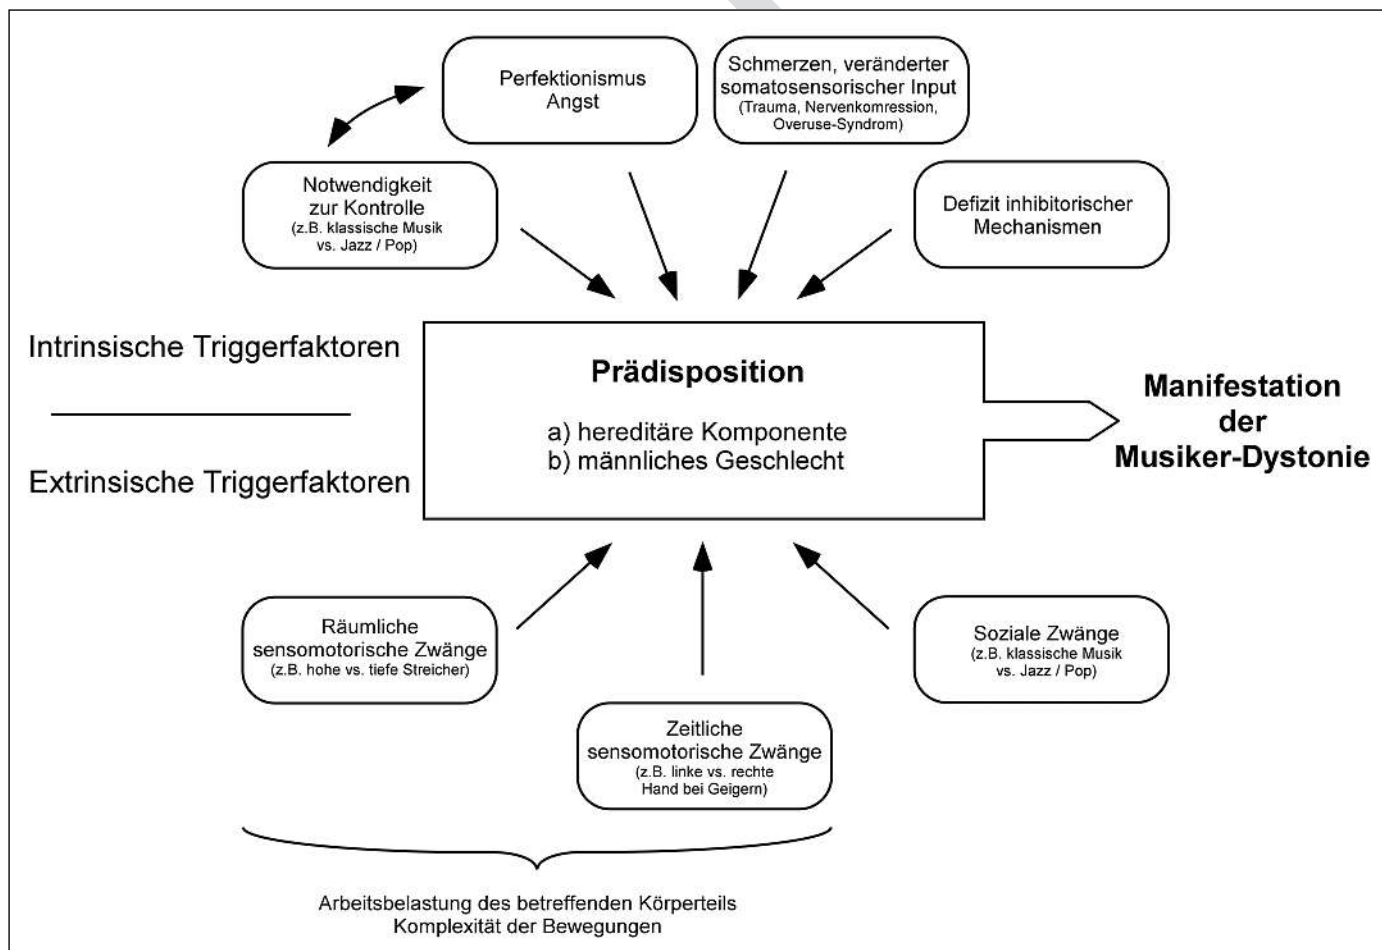 Perfektionismus
Angst
Schmerzen, veränderter
somatosensorischer Input
(Trauma, Nervenkomression,
Overuse-Syndrom)
Notwendigkeit
zur Kontrolle
(z.B. klassische Musik
vs. Jazz / Pop)
Defizit inhibitorischer
Mechanismen
Intrinsische Triggerfaktoren
Extrinsische Triggerfaktoren
Prädisposition
a) hereditäre Komponente
b) männliches Geschlecht
Manifestation
der
Musiker-Dystonie
Räumliche
sensomotorische Zwänge
(z.B. hohe vs. tiefe Streicher)
Zeitliche
sensomotorische Zwänge
(z.B. linke vs. rechte
Hand bei Geigern)
Soziale Zwänge
(z.B. klassische Musik
vs. Jazz / Pop)
Arbeitsbelastung des betreffenden Körperteils
Komplexität der Bewegungen